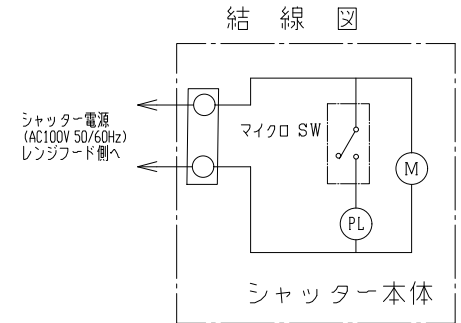 結線図
シャッター電源
(AC100V 50/60Hz)
レンジフード側へ
マイクロ SW
M
PL
シャッター本体